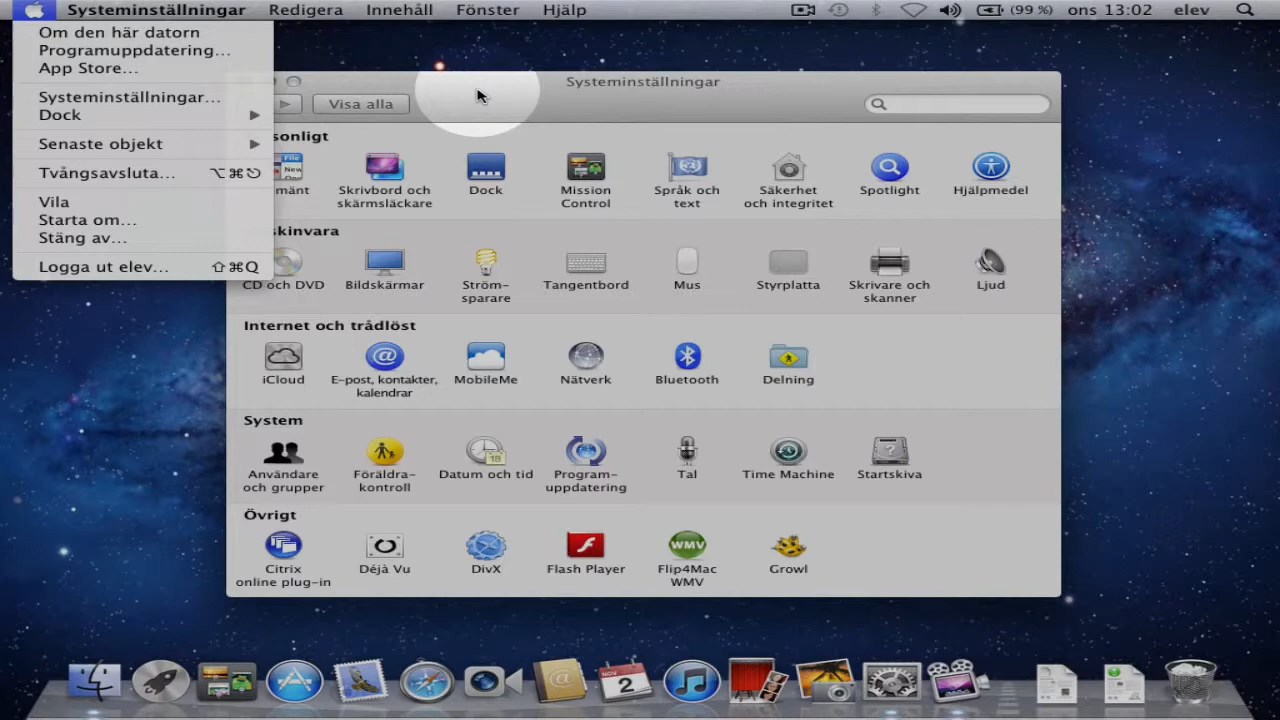 Systeminställningar Redigera Innehåll Fönster Hjälp (99 %) ons 13:02 elev
Om den här datorn
Programuppdatering...
App Store...
Systeminställningar...
Dock
Senaste objekt
Tvångsavsluta... ⌥⌘⎋
Vila
Starta om...
Stäng av...
Logga ut elev... ⇧⌘Q
Systeminställningar
Visa alla
sonligt
mänt
Skrivbord och
skärmsläckare
Dock
Mission
Control
Språk och
text
Säkerhet
och integritet
Spotlight
Hjälpmedel
skinvara
CD och DVD
Bildskärmar
Ström-
sparare
Tangentbord
Mus
Styrplatta
Skrivare och
skanner
Ljud
Internet och trådlöst
iCloud
E-post, kontakter,
kalendrar
MobileMe
Nätverk
Bluetooth
Delning
System
Användare
och grupper
Föräldra-
kontroll
Datum och tid
Program-
uppdatering
Tal
Time Machine
Startskiva
Övrigt
Citrix
online plug-in
Déjà Vu
DivX
Flash Player
WMV
Flip4Mac
WMV
Growl
NOV
2